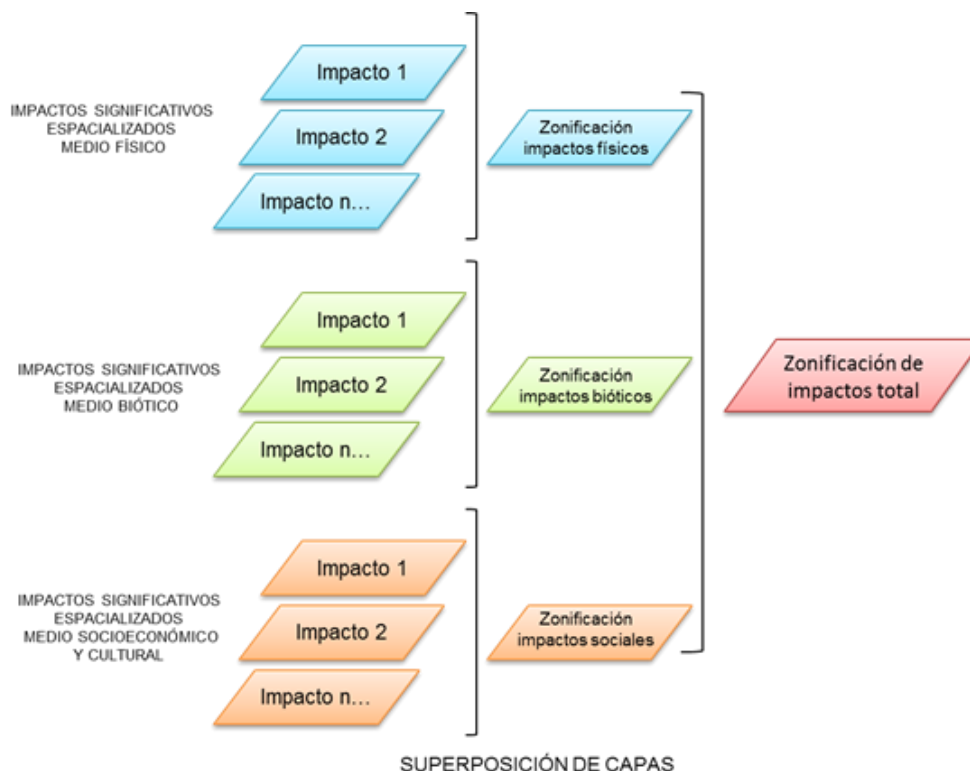 IMPACTOS SIGNIFICATIVOS
ESPACIALIZADOS
MEDIO FÍSICO
Impacto 1
Impacto 2
Impacto n...
Zonificación
impactos físicos
IMPACTOS SIGNIFICATIVOS
ESPACIALIZADOS
MEDIO BIÓTICO
Impacto 1
Impacto 2
Impacto n...
Zonificación
impactos bióticos
IMPACTOS SIGNIFICATIVOS
ESPACIALIZADOS
MEDIO SOCIOECONÓMICO
Y CULTURAL
Impacto 1
Impacto 2
Impacto n...
Zonificación
impactos sociales
Zonificación de
impactos total
SUPERPOSICIÓN DE CAPAS